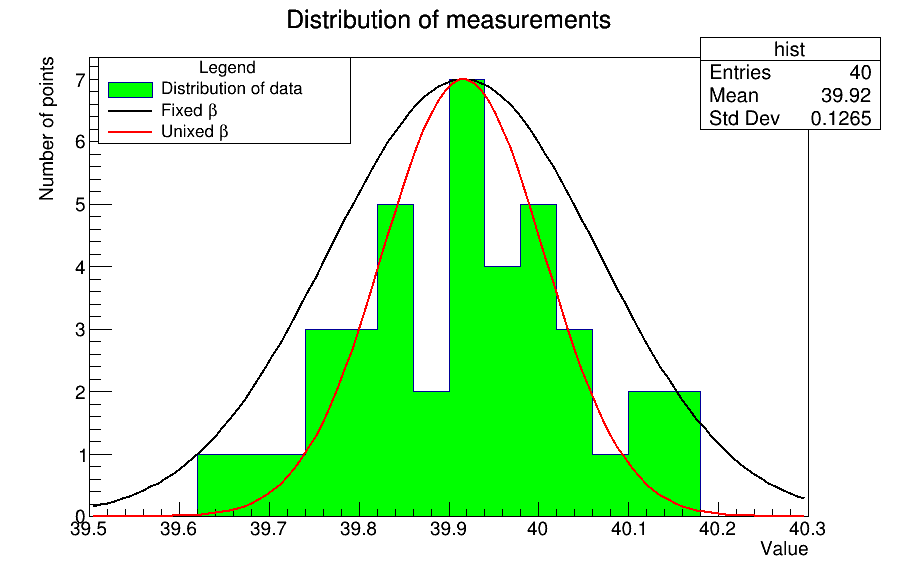 Distribution of measurements
hist
Entries 40
Mean 39.92
Std Dev 0.1265
Legend
Distribution of data
Fixed β
Unixed β
Number of points
7
6
5
4
3
2
1
0
39.5 39.6 39.7 39.8 39.9 40 40.1 40.2 40.3
Value